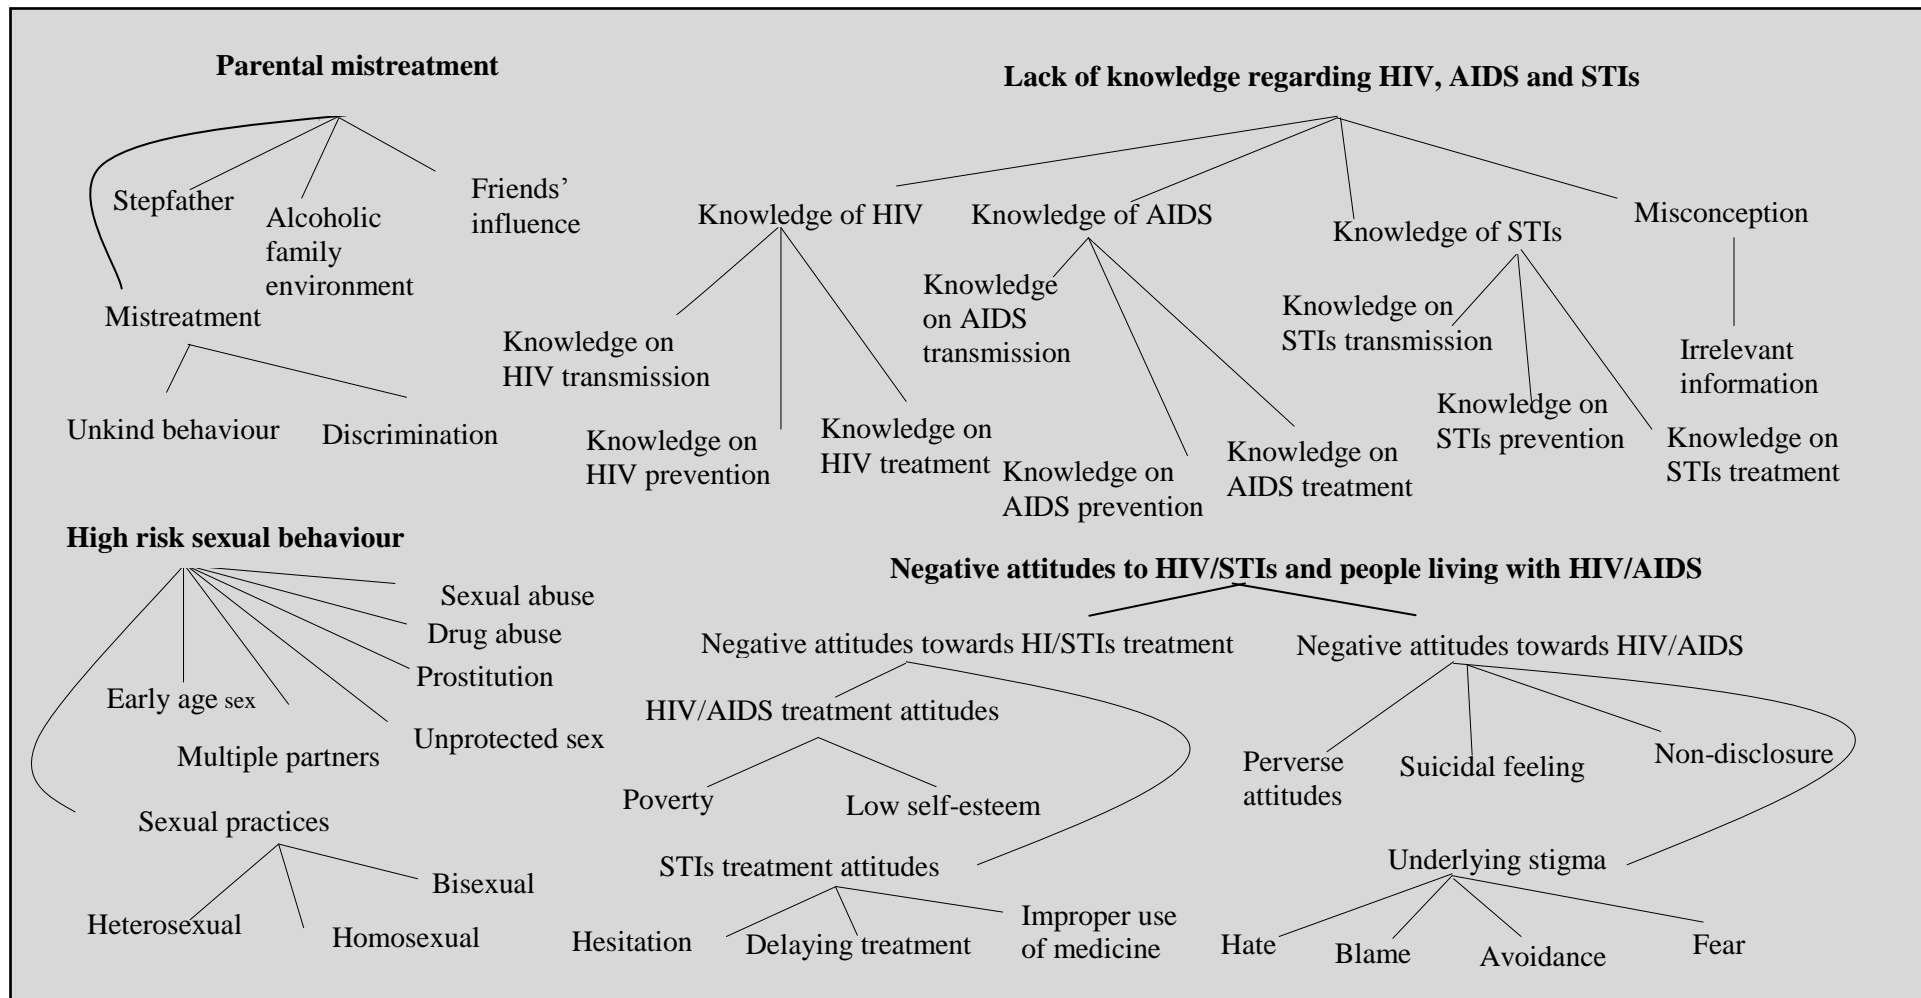 Parental mistreatment
Stepfather
Alcoholic
family
environment
Friends’
influence
Mistreatment
Unkind behaviour
Discrimination
Lack of knowledge regarding HIV, AIDS and STIs
Knowledge of HIV
Knowledge of AIDS
Knowledge of STIs
Misconception
Knowledge on
HIV transmission
Knowledge on
HIV prevention
Knowledge on
HIV treatment
Knowledge
on AIDS
transmission
Knowledge on
AIDS prevention
Knowledge on
AIDS treatment
Knowledge on
STIs transmission
Knowledge on
STIs prevention
Knowledge on
STIs treatment
Irrelevant
information
High risk sexual behaviour
Sexual abuse
Drug abuse
Prostitution
Early age sex
Unprotected sex
Multiple partners
Sexual practices
Bisexual
Heterosexual
Homosexual
Negative attitudes to HIV/STIs and people living with HIV/AIDS
Negative attitudes towards HI/STIs treatment
Negative attitudes towards HIV/AIDS
HIV/AIDS treatment attitudes
Poverty
Low self-esteem
STIs treatment attitudes
Hesitation
Delaying treatment
Improper use
of medicine
Perverse
attitudes
Suicidal feeling
Non-disclosure
Underlying stigma
Hate
Blame
Avoidance
Fear